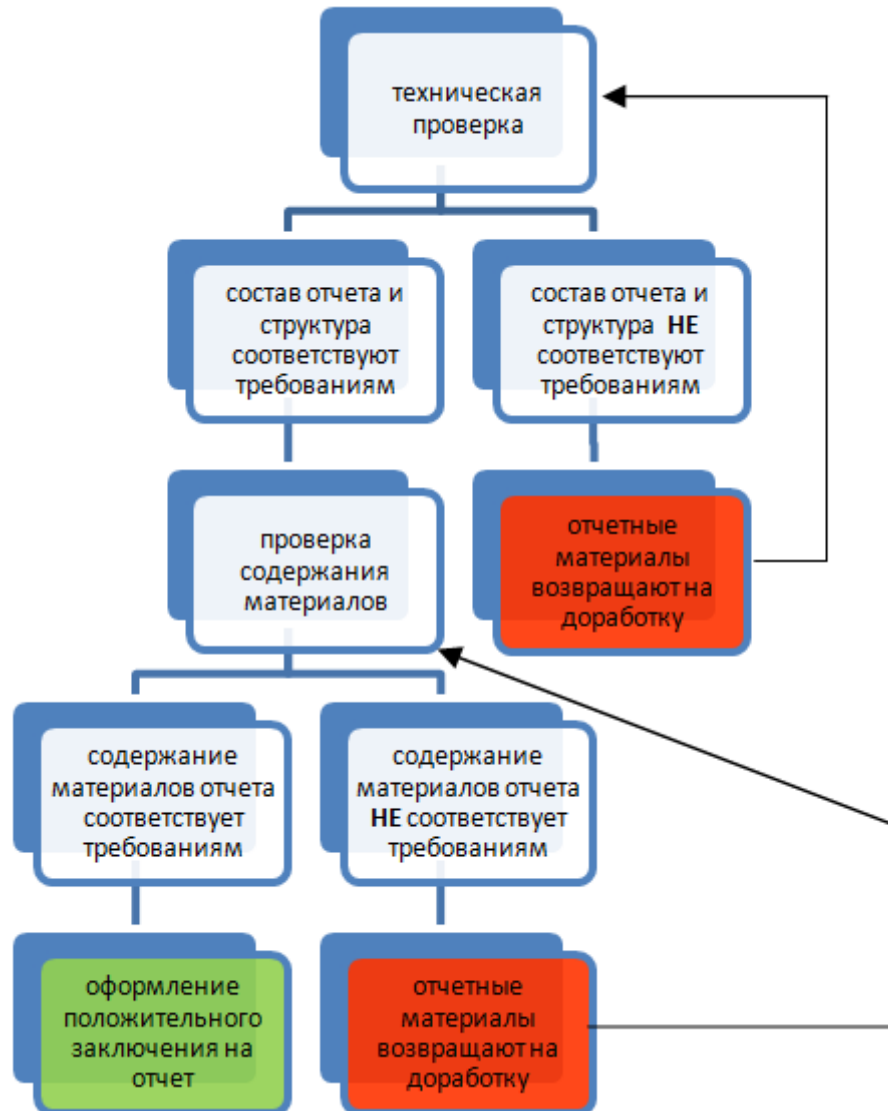 техническая
проверка
состав отчета и
структура
соответствуют
требованиям
состав отчета и
структура НЕ
соответствуют
требованиям
проверка
содержания
материалов
отчетные
материалы
возвращают на
доработку
содержание
материалов отчета
соответствует
требованиям
содержание
материалов отчета
НЕ соответствует
требованиям
оформление
положительного
заключения на
отчет
отчетные
материалы
возвращают на
доработку